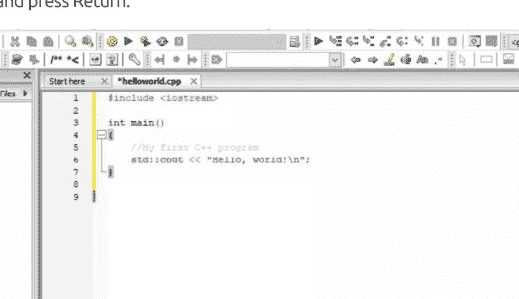 and press Return.
Start here × *helloworld.cpp ×
Files
1 #include <iostream>
2
3 int main()
4 {
5 //My first C++ program
6 std::cout << "Hello, world!\n";
7 }
8
9